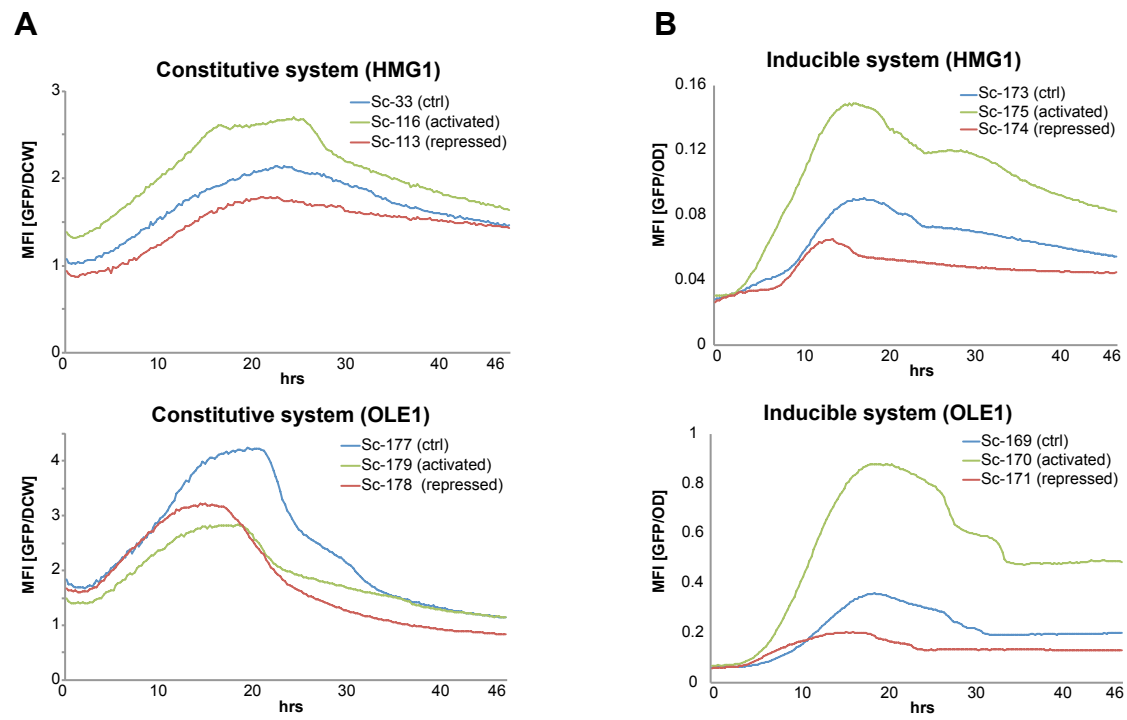 A
Constitutive system (HMG1)
MFI [GFP/DCW]
3
2
1
0
Sc-33 (ctrl)
Sc-116 (activated)
Sc-113 (repressed)
0 10 20 30 40 46
hrs
Constitutive system (OLE1)
MFI [GFP/DCW]
4
3
2
1
0
Sc-177 (ctrl)
Sc-179 (activated)
Sc-178 (repressed)
0 10 20 30 40 46
hrs
B
Inducible system (HMG1)
MFI [GFP/OD]
0.16
0.12
0.08
0.04
0
Sc-173 (ctrl)
Sc-175 (activated)
Sc-174 (repressed)
0 10 20 30 40 46
hrs
Inducible system (OLE1)
MFI [GFP/OD]
1
0.8
0.6
0.4
0.2
0
Sc-169 (ctrl)
Sc-170 (activated)
Sc-171 (repressed)
0 10 20 30 40 46
hrs